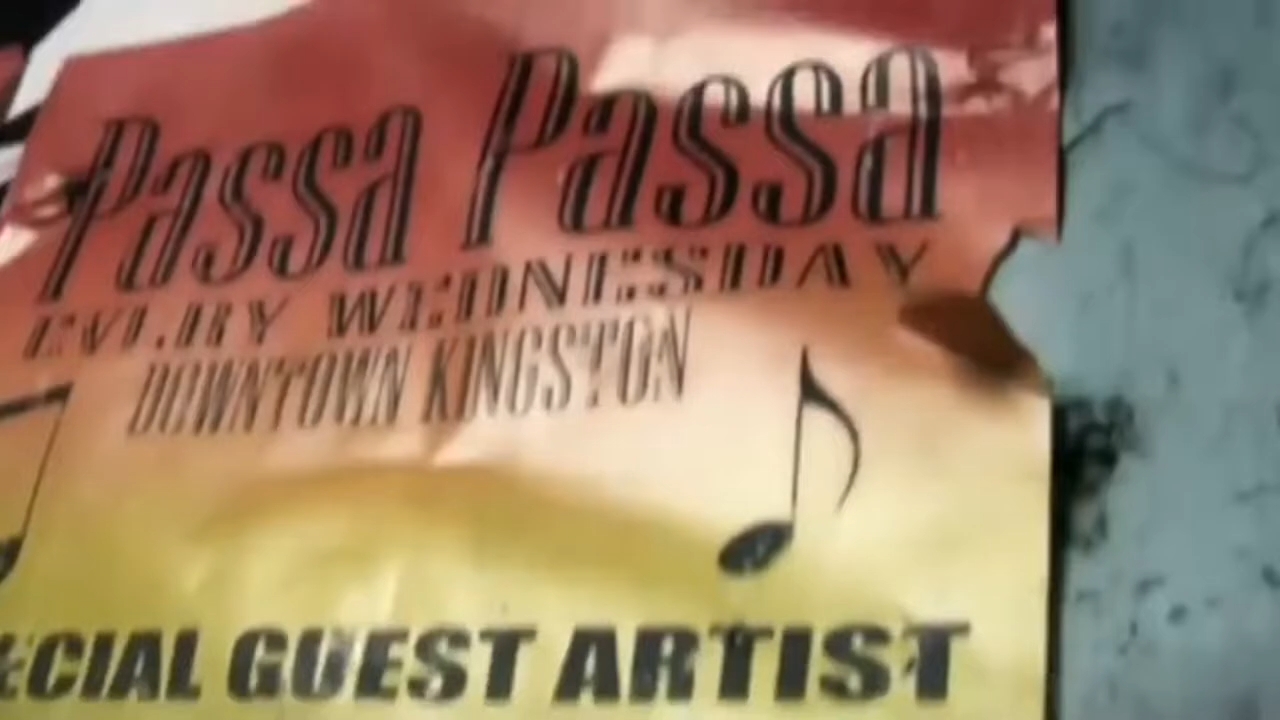 Passa Passa
EVERY WEDNESDAY
DOWNTOWN KINGSTON
ECIAL GUEST ARTIST